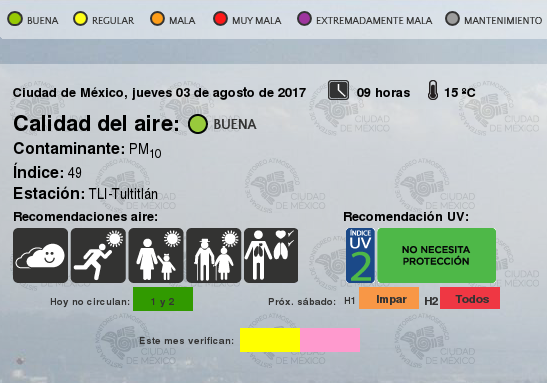 BUENA REGULAR MALA MUY MALA EXTREMADAMENTE MALA MANTENIMIENTO
Ciudad de México, jueves 03 de agosto de 2017 09 horas 15 ºC
Calidad del aire: BUENA
Contaminante: PM10
Índice: 49
Estación: TLI-Tultitlán
Recomendaciones aire: Recomendación UV:
ÍNDICE
UV
2
NO NECESITA
PROTECCIÓN
Hoy no circulan: 1 y 2 Próx. sábado: H1 Impar H2 Todos
Este mes verifican:
CIUDAD
DE MÉXICO